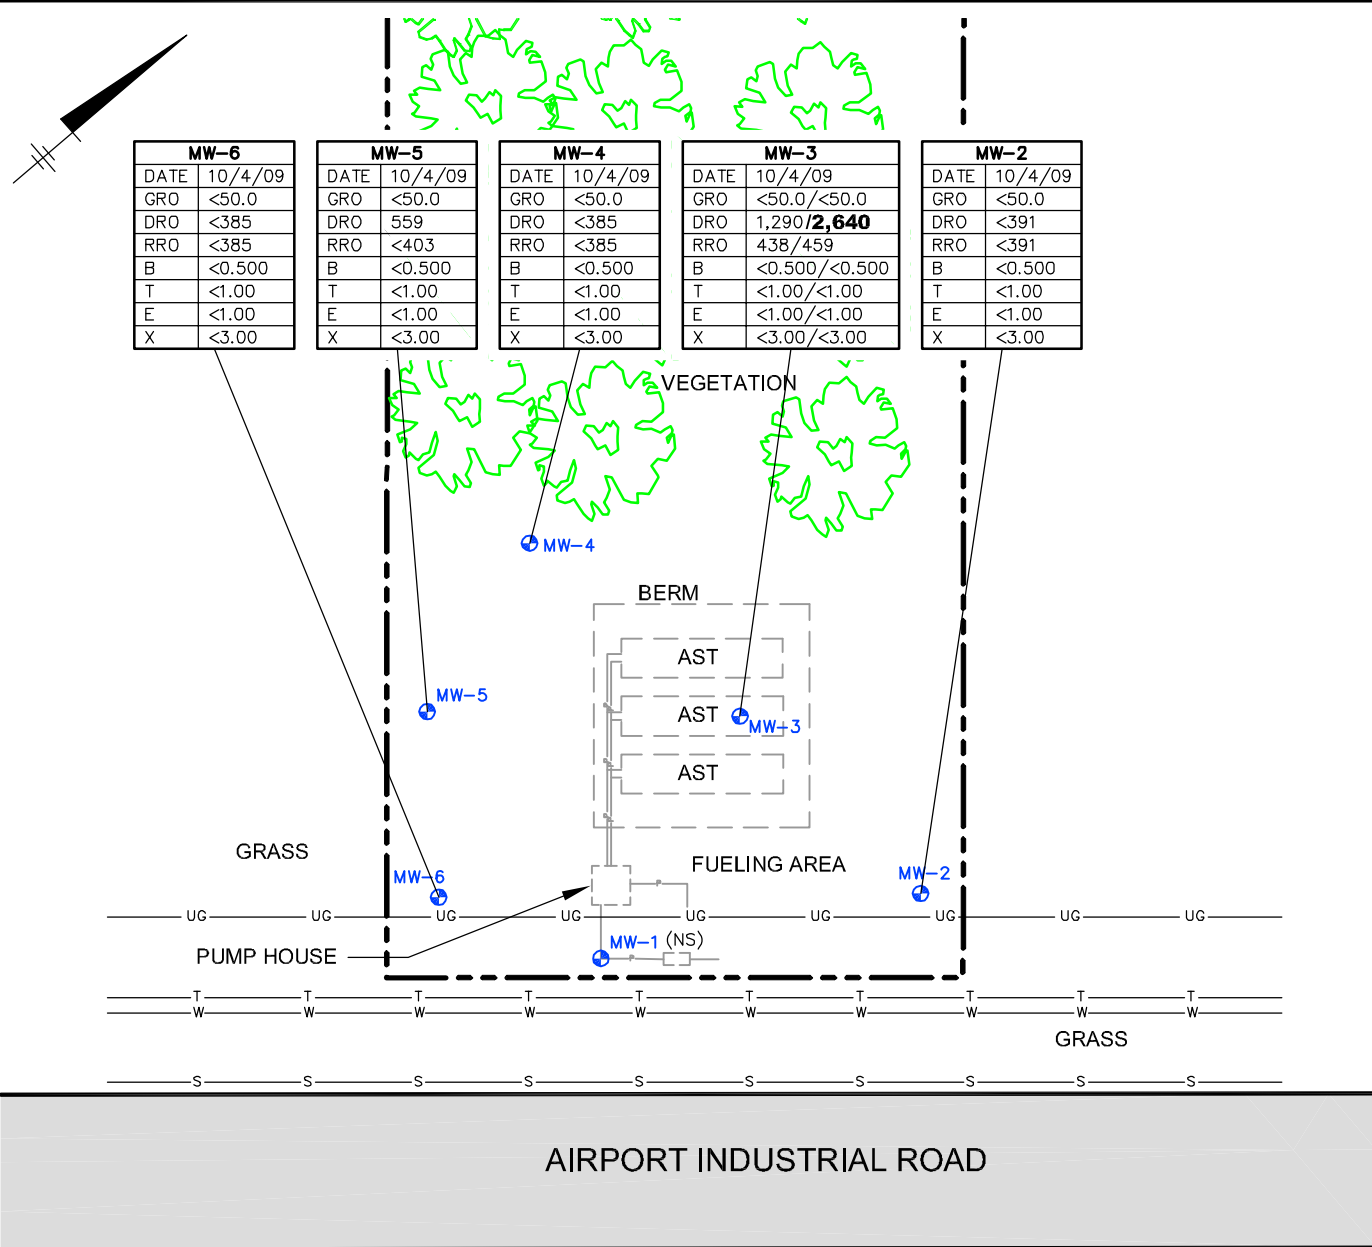 MW-6
DATE 10/4/09
GRO <50.0
DRO <385
RRO <385
B <0.500
T <1.00
E <1.00
X <3.00
MW-5
DATE 10/4/09
GRO <50.0
DRO 559
RRO <403
B <0.500
T <1.00
E <1.00
X <3.00
MW-4
DATE 10/4/09
GRO <50.0
DRO <385
RRO <385
B <0.500
T <1.00
E <1.00
X <3.00
MW-3
DATE 10/4/09
GRO <50.0/<50.0
DRO 1,290/2,640
RRO 438/459
B <0.500/<0.500
T <1.00/<1.00
E <1.00/<1.00
X <3.00/<3.00
MW-2
DATE 10/4/09
GRO <50.0
DRO <391
RRO <391
B <0.500
T <1.00
E <1.00
X <3.00
VEGETATION
MW-4
BERM
AST
MW-5
AST
MW-3
AST
GRASS
FUELING AREA
MW-6
MW-2
UG UG UG UG UG UG UG UG UG
MW-1 (NS)
PUMP HOUSE
T T T T T T T T T T
W W W W W W W W W W
GRASS
S S S S S S S S S S
AIRPORT INDUSTRIAL ROAD